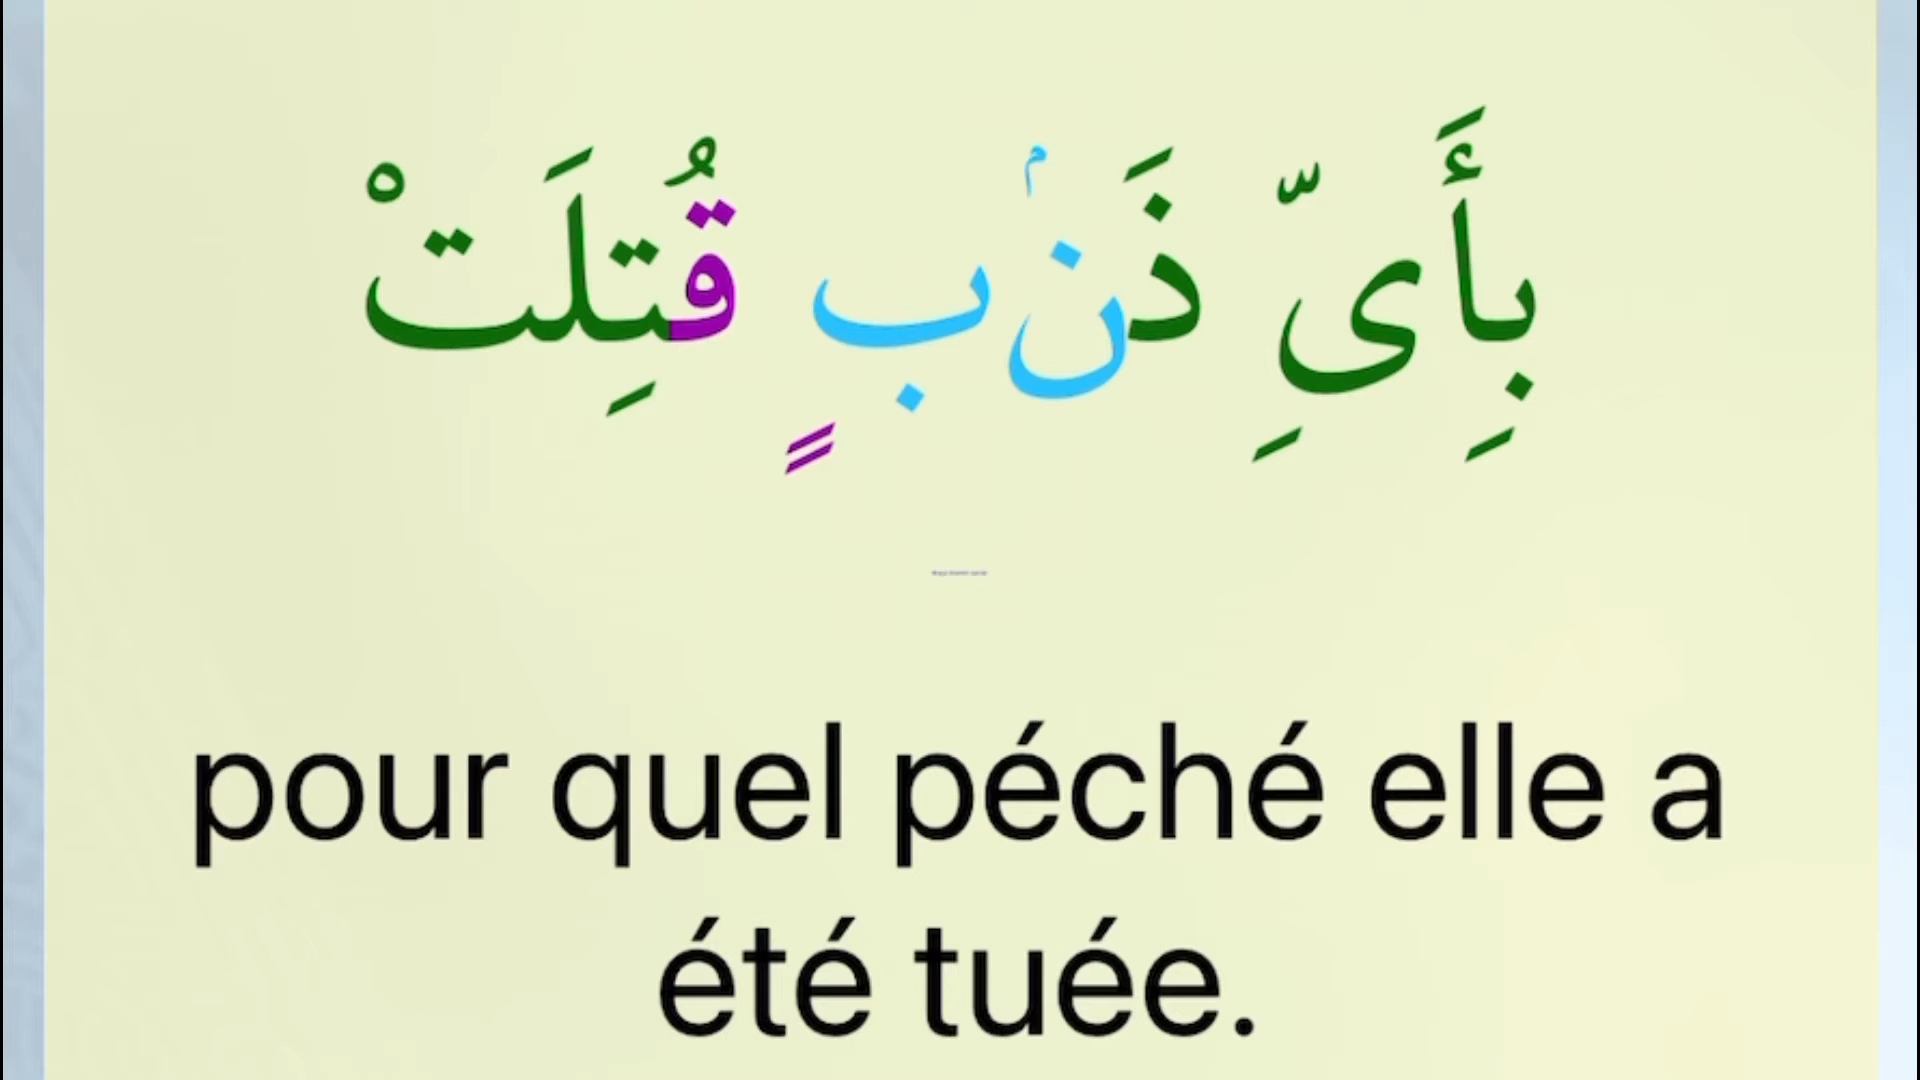 بِأَىِّ ذَنۢبٍ قُتِلَتْ
pour quel péché elle a
été tuée.